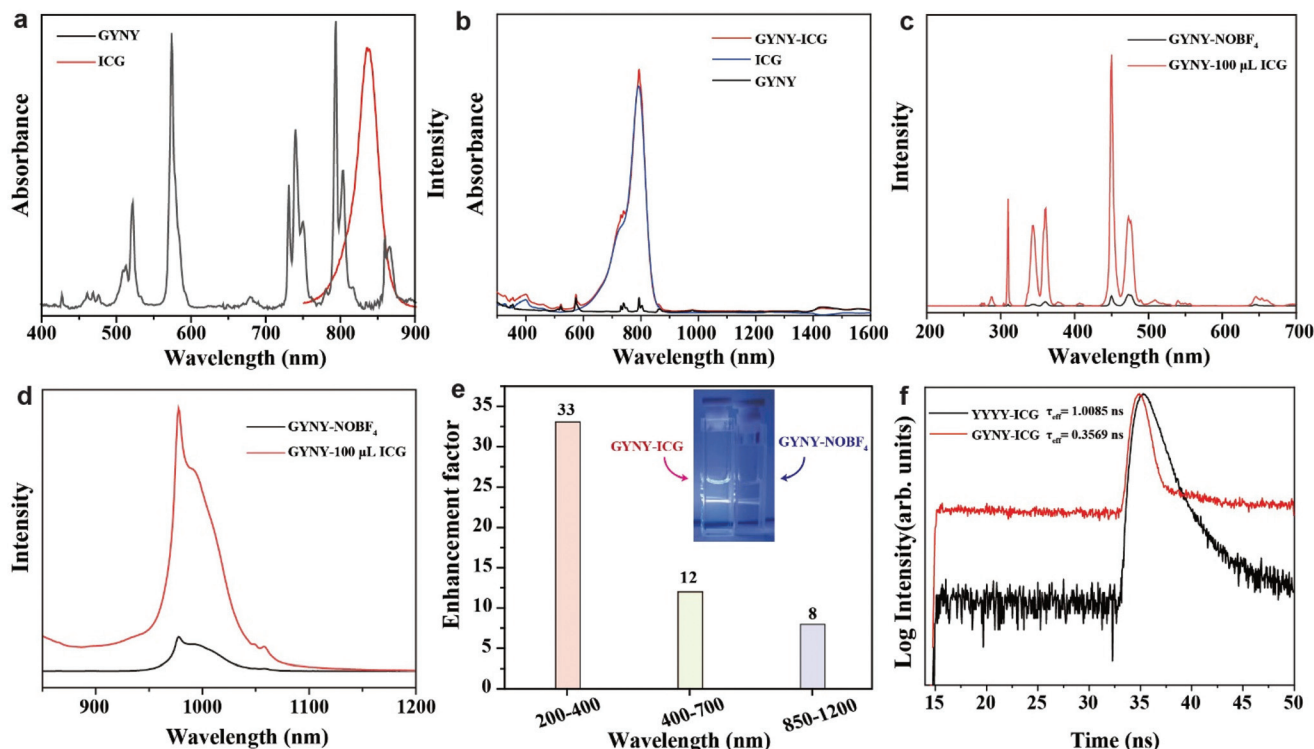 a
GYNY
ICG
Absorbance
Intensity
400 500 600 700 800 900
Wavelength (nm)
b
GYNY-ICG
ICG
GYNY
Absorbance
400 600 800 1000 1200 1400 1600
Wavelength (nm)
c
GYNY-NOBF₄
GYNY-100 μL ICG
Intensity
200 300 400 500 600 700
Wavelength (nm)
d
GYNY-NOBF₄
GYNY-100 μL ICG
Intensity
900 1000 1100 1200
Wavelength (nm)
e
Enhancement factor
35
30
25
20
15
10
5
0
33
12
8
GYNY-ICG
GYNY-NOBF₄
200-400 400-700 850-1200
Wavelength (nm)
f
YYYY-ICG τeff= 1.0085 ns
GYNY-ICG τeff= 0.3569 ns
Log Intensity(arb. units)
15 20 25 30 35 40 45 50
Time (ns)